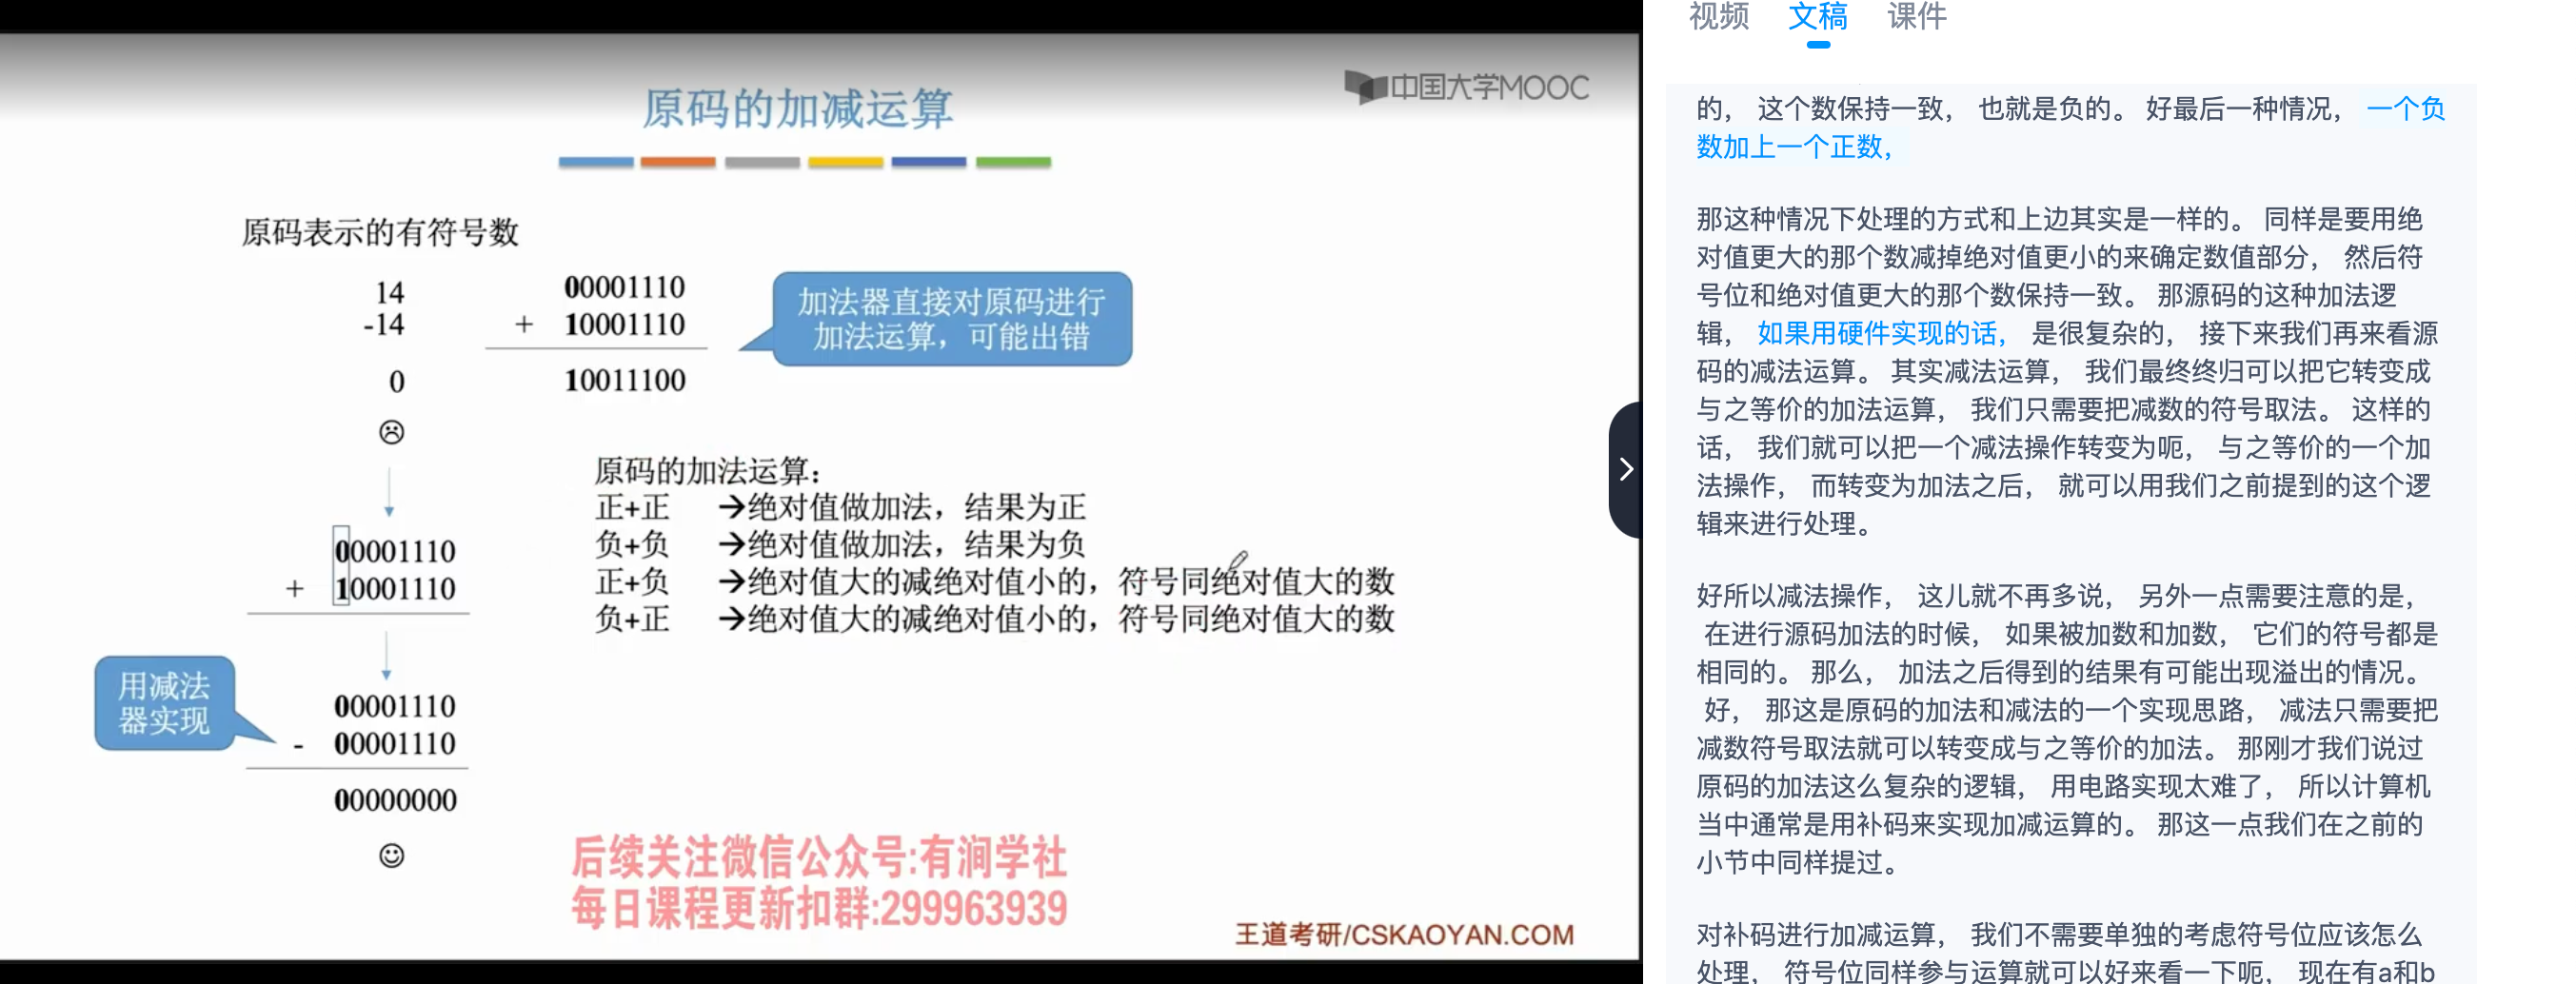 原码的加减运算
中国大学MOOC
原码表示的有符号数
14
-14
0
00001110
+ 10001110
10011100
加法器直接对原码进行
加法运算，可能出错
00001110
+ 10001110
用减法
器实现
00001110
- 00001110
00000000
原码的加法运算：
正+正 →绝对值做加法，结果为正
负+负 →绝对值做加法，结果为负
正+负 →绝对值大的减绝对值小的，符号同绝对值大的数
负+正 →绝对值大的减绝对值小的，符号同绝对值大的数
后续关注微信公众号:有涧学社
每日课程更新扣群:299963939
王道考研/CSKAOYAN.COM
视频 文稿 课件
的， 这个数保持一致， 也就是负的。 好最后一种情况， 一个负
数加上一个正数，
那这种情况下处理的方式和上边其实是一样的。 同样是要用绝
对值更大的那个数减掉绝对值更小的来确定数值部分， 然后符
号位和绝对值更大的那个数保持一致。 那源码的这种加法逻
辑， 如果用硬件实现的话， 是很复杂的， 接下来我们再来看源
码的减法运算。 其实减法运算， 我们最终终归可以把它转变成
与之等价的加法运算， 我们只需要把减数的符号取法。 这样的
话， 我们就可以把一个减法操作转变为呃， 与之等价的一个加
法操作， 而转变为加法之后， 就可以用我们之前提到的这个逻
辑来进行处理。
好所以减法操作， 这儿就不再多说， 另外一点需要注意的是，
在进行源码加法的时候， 如果被加数和加数， 它们的符号都是
相同的。 那么， 加法之后得到的结果有可能出现溢出的情况。
好， 那这是原码的加法和减法的一个实现思路， 减法只需要把
减数符号取法就可以转变成与之等价的加法。 那刚才我们说过
原码的加法这么复杂的逻辑， 用电路实现太难了， 所以计算机
当中通常是用补码来实现加减运算的。 那这一点我们在之前的
小节中同样提过。
对补码进行加减运算， 我们不需要单独的考虑符号位应该怎么
处理， 符号位同样参与运算就可以好来看一下呃， 现在有a和b